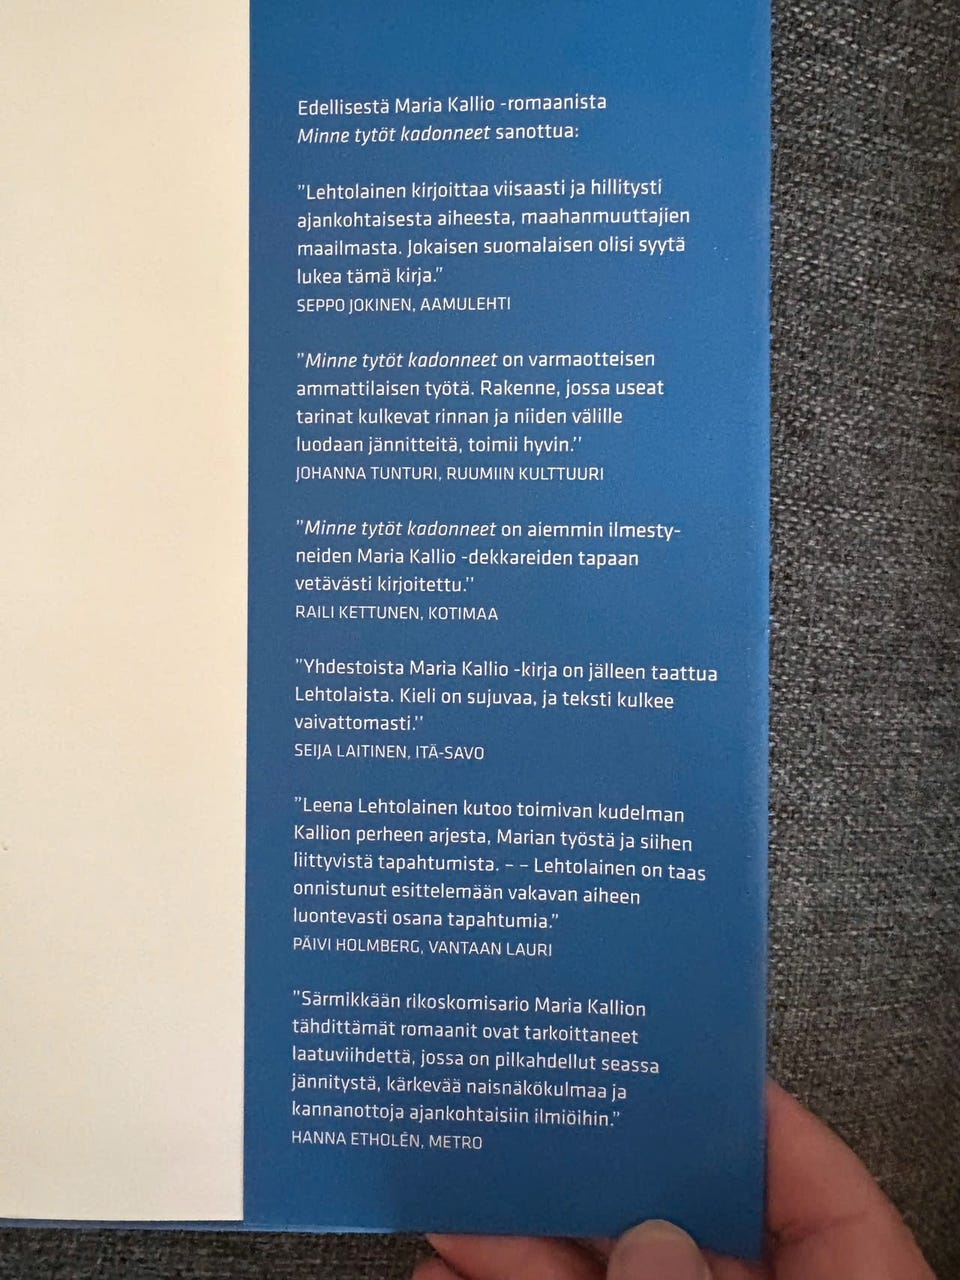 Edellisestä Maria Kallio -romaanista
Minne tytöt kadonneet sanottua:
”Lehtolainen kirjoittaa viisaasti ja hillitysti
ajankohtaisesta aiheesta, maahanmuuttajien
maailmasta. Jokaisen suomalaisen olisi syytä
lukea tämä kirja.”
SEPPO JOKINEN, AAMULEHTI
”Minne tytöt kadonneet on varmaotteisen
ammattilaisen työtä. Rakenne, jossa useat
tarinat kulkevat rinnan ja niiden välille
luodaan jännitteitä, toimii hyvin.''
JOHANNA TUNTURI, RUUMIIN KULTTUURI
”Minne tytöt kadonneet on aiemmin ilmesty-
neiden Maria Kallio -dekkareiden tapaan
vetävästi kirjoitettu.''
RAILI KETTUNEN, KOTIMAA
”Yhdestoista Maria Kallio -kirja on jälleen taattua
Lehtolaista. Kieli on sujuvaa, ja teksti kulkee
vaivattomasti.''
SEIJA LAITINEN, ITÄ-SAVO
”Leena Lehtolainen kutoo toimivan kudelman
Kallion perheen arjesta, Marian työstä ja siihen
liittyvistä tapahtumista. – – Lehtolainen on taas
onnistunut esittelemään vakavan aiheen
luontevasti osana tapahtumia.”
PÄIVI HOLMBERG, VANTAAN LAURI
”Särmikkään rikoskomisario Maria Kallion
tähdittämät romaanit ovat tarkoittaneet
laatuviihdettä, jossa on pilkahdellut seassa
jännitystä, kärkevää naisnäkökulmaa ja
kannanottoja ajankohtaisiin ilmiöihin.”
HANNA ETHOLÉN, METRO